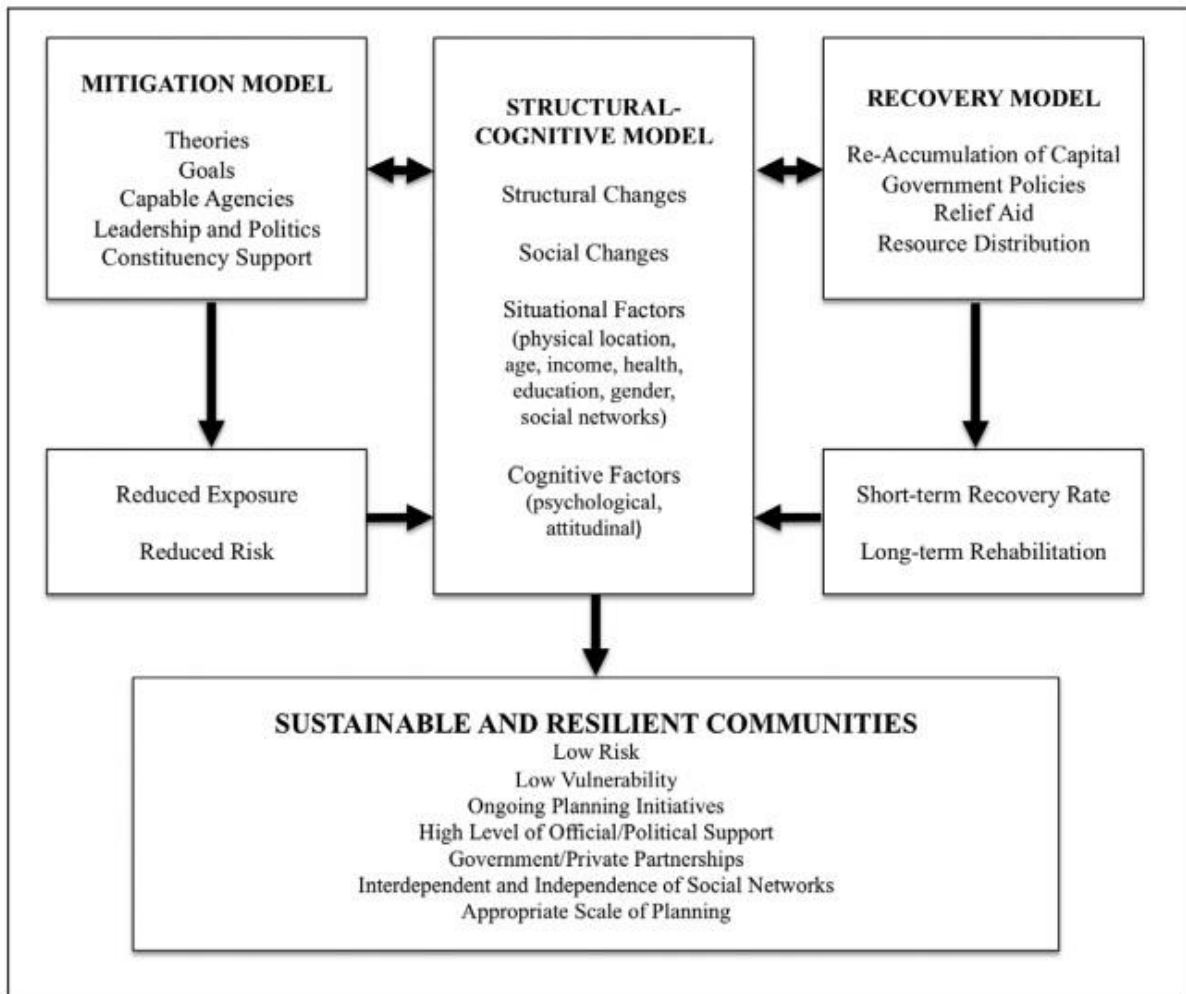 MITIGATION MODEL
Theories
Goals
Capable Agencies
Leadership and Politics
Constituency Support
Reduced Exposure
Reduced Risk
STRUCTURAL-
COGNITIVE MODEL
Structural Changes
Social Changes
Situational Factors
(physical location,
age, income, health,
education, gender,
social networks)
Cognitive Factors
(psychological,
attitudinal)
RECOVERY MODEL
Re-Accumulation of Capital
Government Policies
Relief Aid
Resource Distribution
Short-term Recovery Rate
Long-term Rehabilitation
SUSTAINABLE AND RESILIENT COMMUNITIES
Low Risk
Low Vulnerability
Ongoing Planning Initiatives
High Level of Official/Political Support
Government/Private Partnerships
Interdependent and Independence of Social Networks
Appropriate Scale of Planning